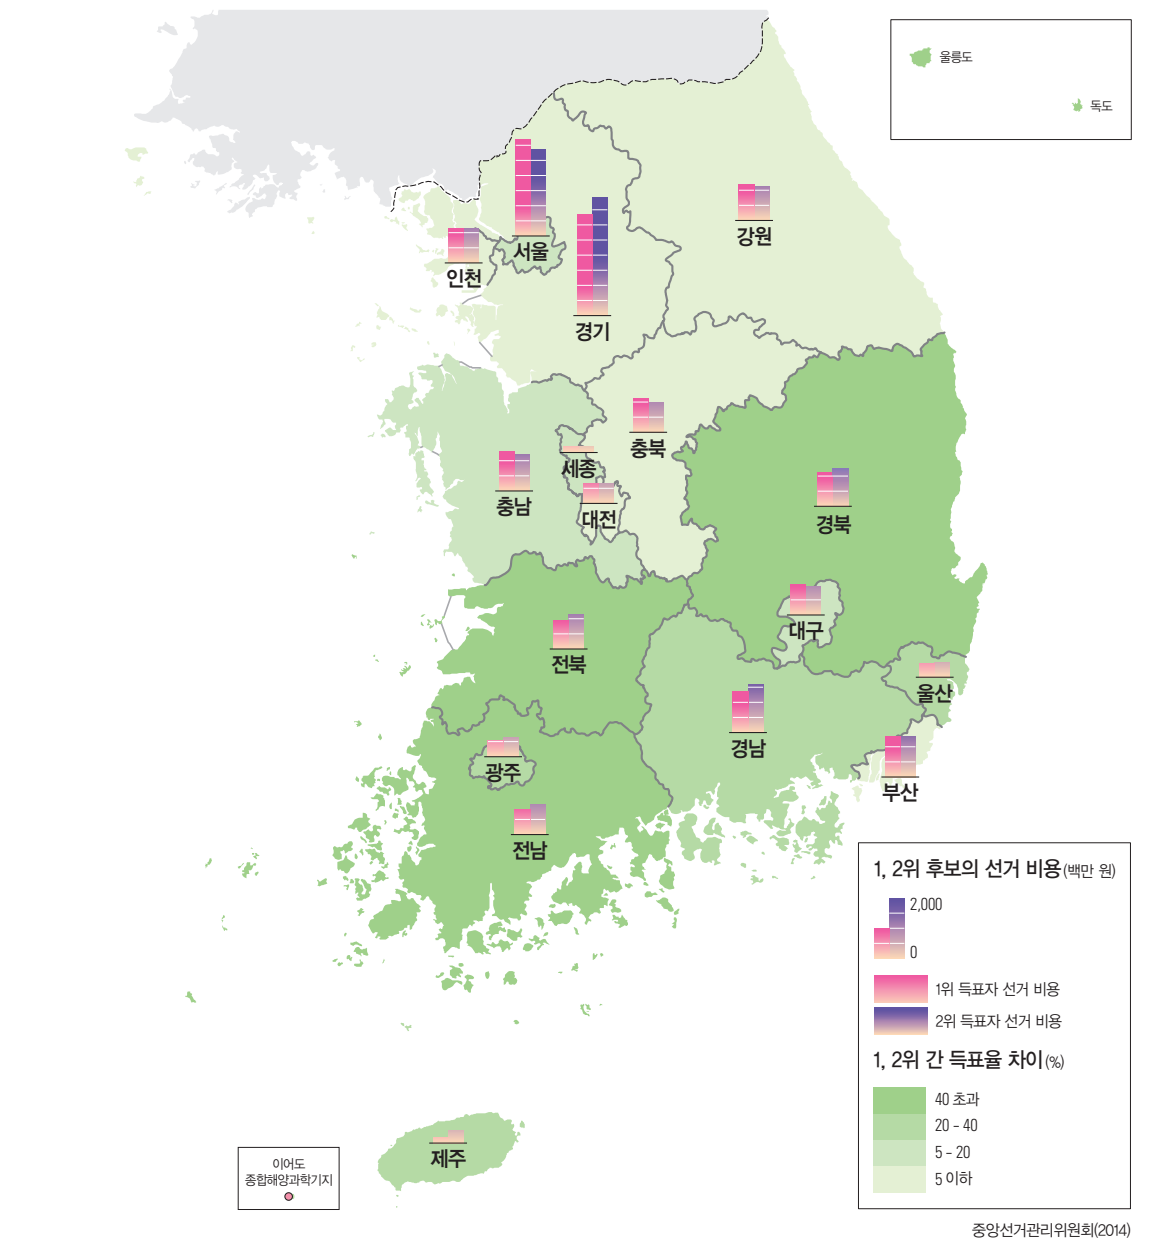 울릉도
독도
서울
강원
인천
경기
충북
세종
충남
대전
경북
대구
전북
울산
경남
광주
부산
전남
제주
이어도
종합해양과학기지
1, 2위 후보의 선거 비용(백만 원)
2,000
0
1위 득표자 선거 비용
2위 득표자 선거 비용
1, 2위 간 득표율 차이(%)
40 초과
20 - 40
5 - 20
5 이하
중앙선거관리위원회(2014)